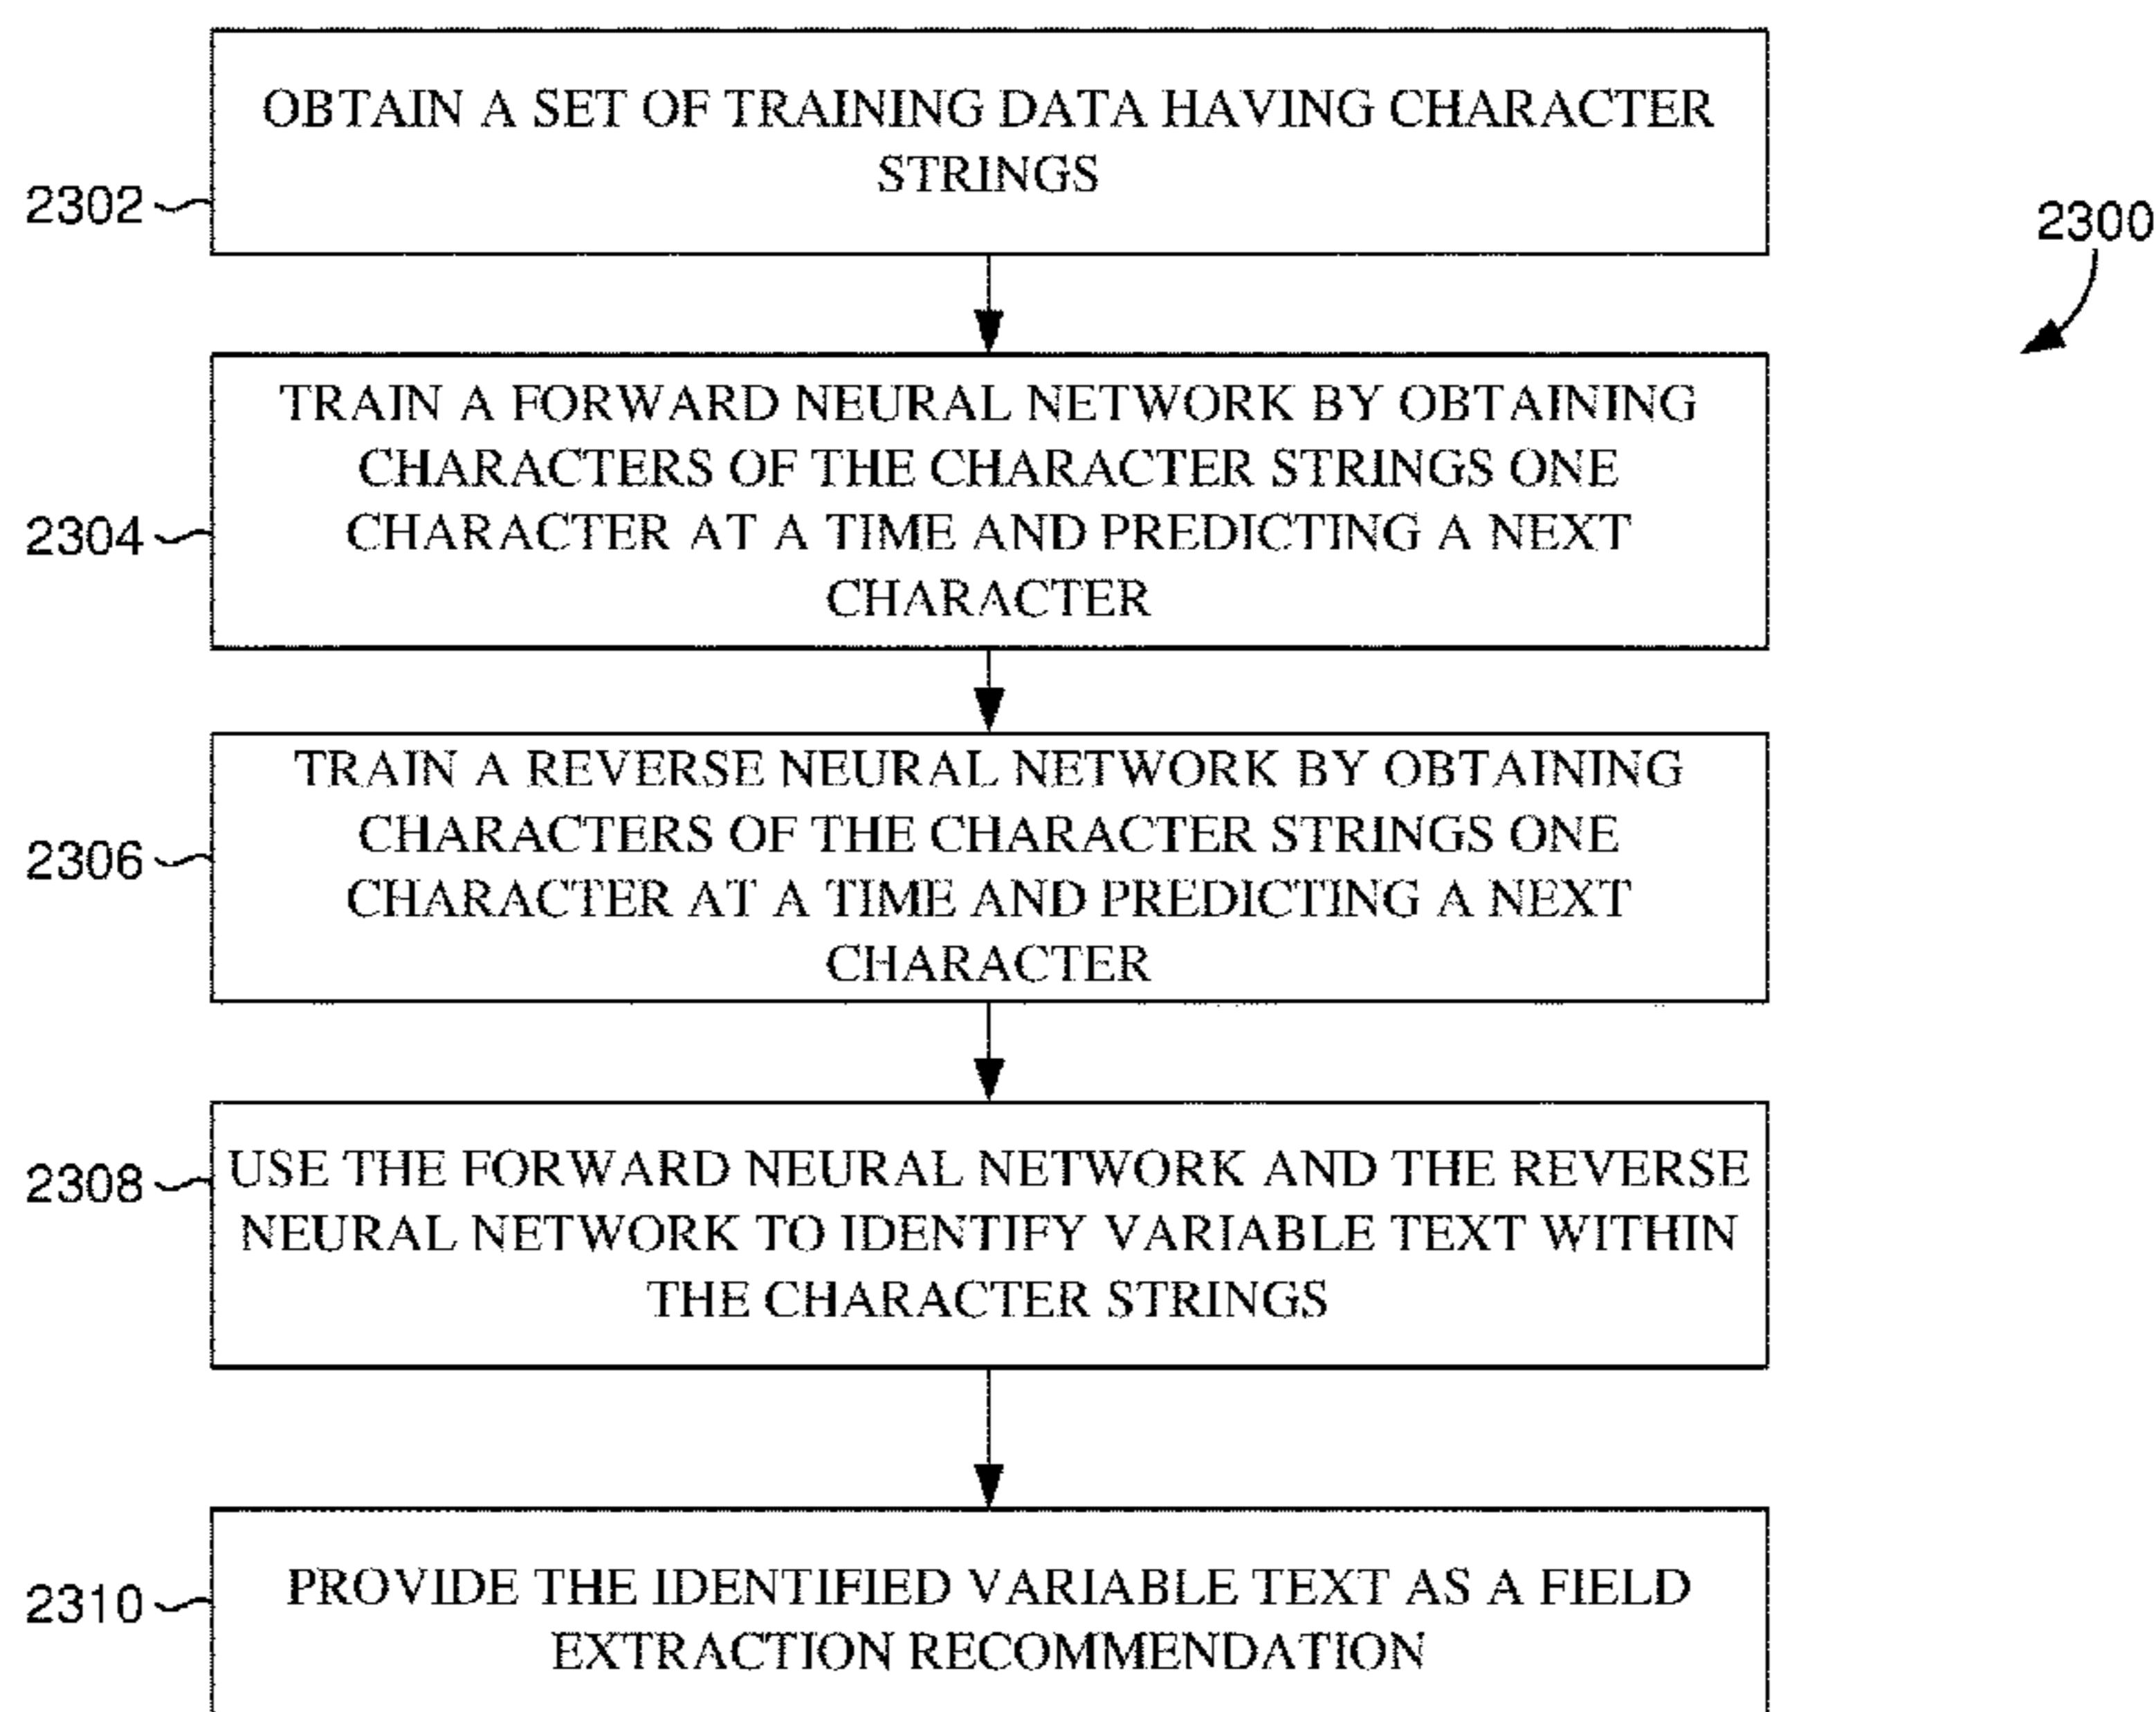 OBTAIN A SET OF TRAINING DATA HAVING CHARACTER
STRINGS
2302
2300
TRAIN A FORWARD NEURAL NETWORK BY OBTAINING
CHARACTERS OF THE CHARACTER STRINGS ONE
CHARACTER AT A TIME AND PREDICTING A NEXT
CHARACTER
2304
TRAIN A REVERSE NEURAL NETWORK BY OBTAINING
CHARACTERS OF THE CHARACTER STRINGS ONE
CHARACTER AT A TIME AND PREDICTING A NEXT
CHARACTER
2306
USE THE FORWARD NEURAL NETWORK AND THE REVERSE
NEURAL NETWORK TO IDENTIFY VARIABLE TEXT WITHIN
THE CHARACTER STRINGS
2308
PROVIDE THE IDENTIFIED VARIABLE TEXT AS A FIELD
EXTRACTION RECOMMENDATION
2310